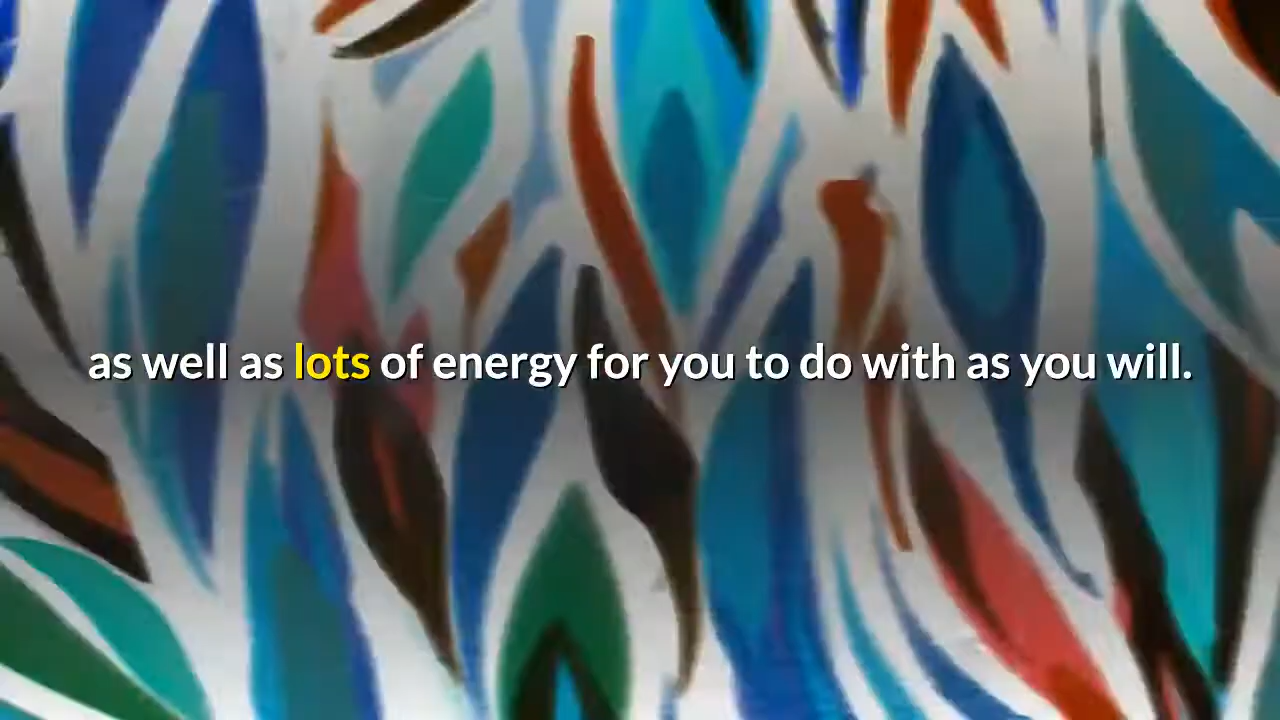 as well as lots of energy for you to do with as you will.